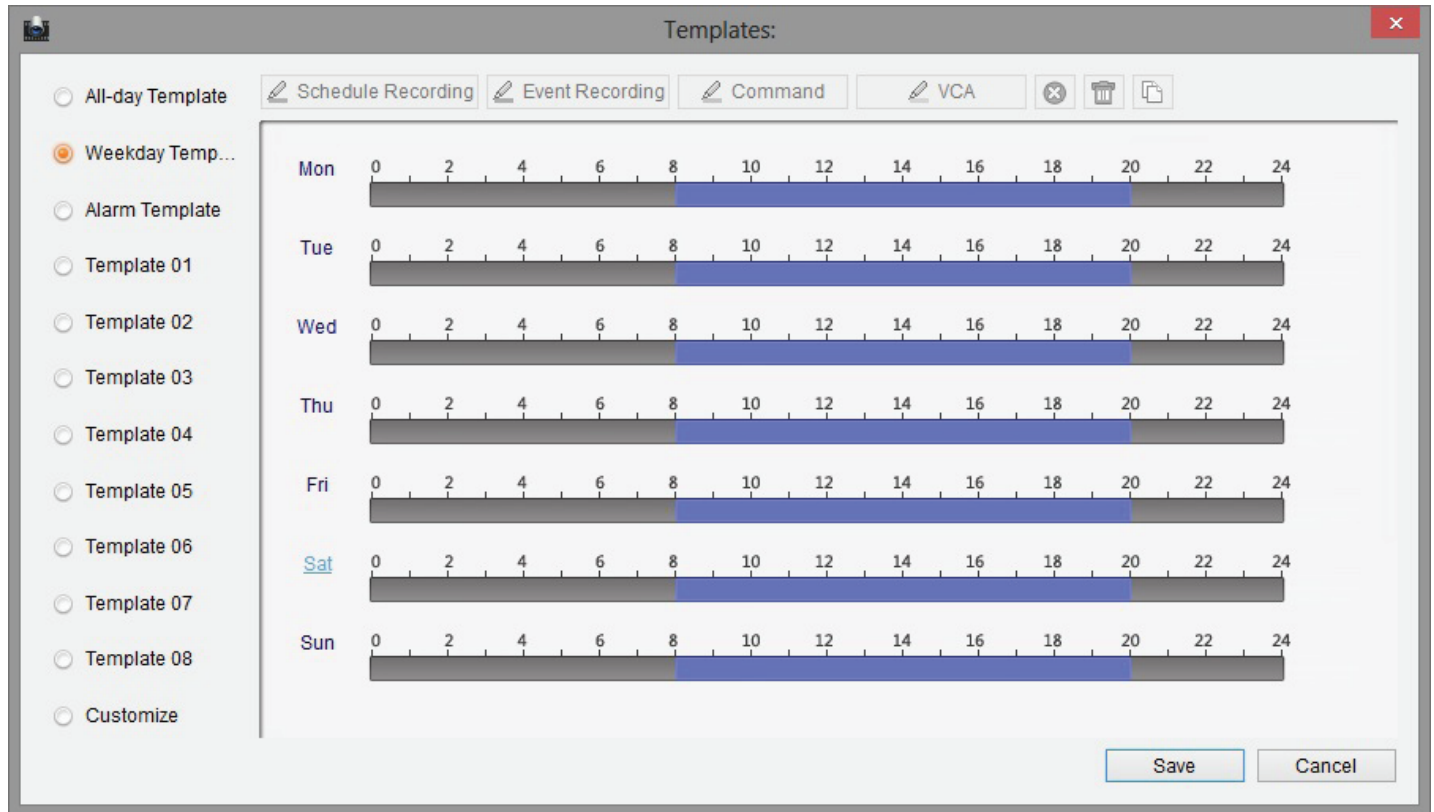 Templates:
All-day Template
Weekday Temp...
Alarm Template
Template 01
Template 02
Template 03
Template 04
Template 05
Template 06
Template 07
Template 08
Customize
Schedule Recording Event Recording Command VCA
Mon 0 2 4 6 8 10 12 14 16 18 20 22 24
Tue 0 2 4 6 8 10 12 14 16 18 20 22 24
Wed 0 2 4 6 8 10 12 14 16 18 20 22 24
Thu 0 2 4 6 8 10 12 14 16 18 20 22 24
Fri 0 2 4 6 8 10 12 14 16 18 20 22 24
Sat 0 2 4 6 8 10 12 14 16 18 20 22 24
Sun 0 2 4 6 8 10 12 14 16 18 20 22 24
Save Cancel